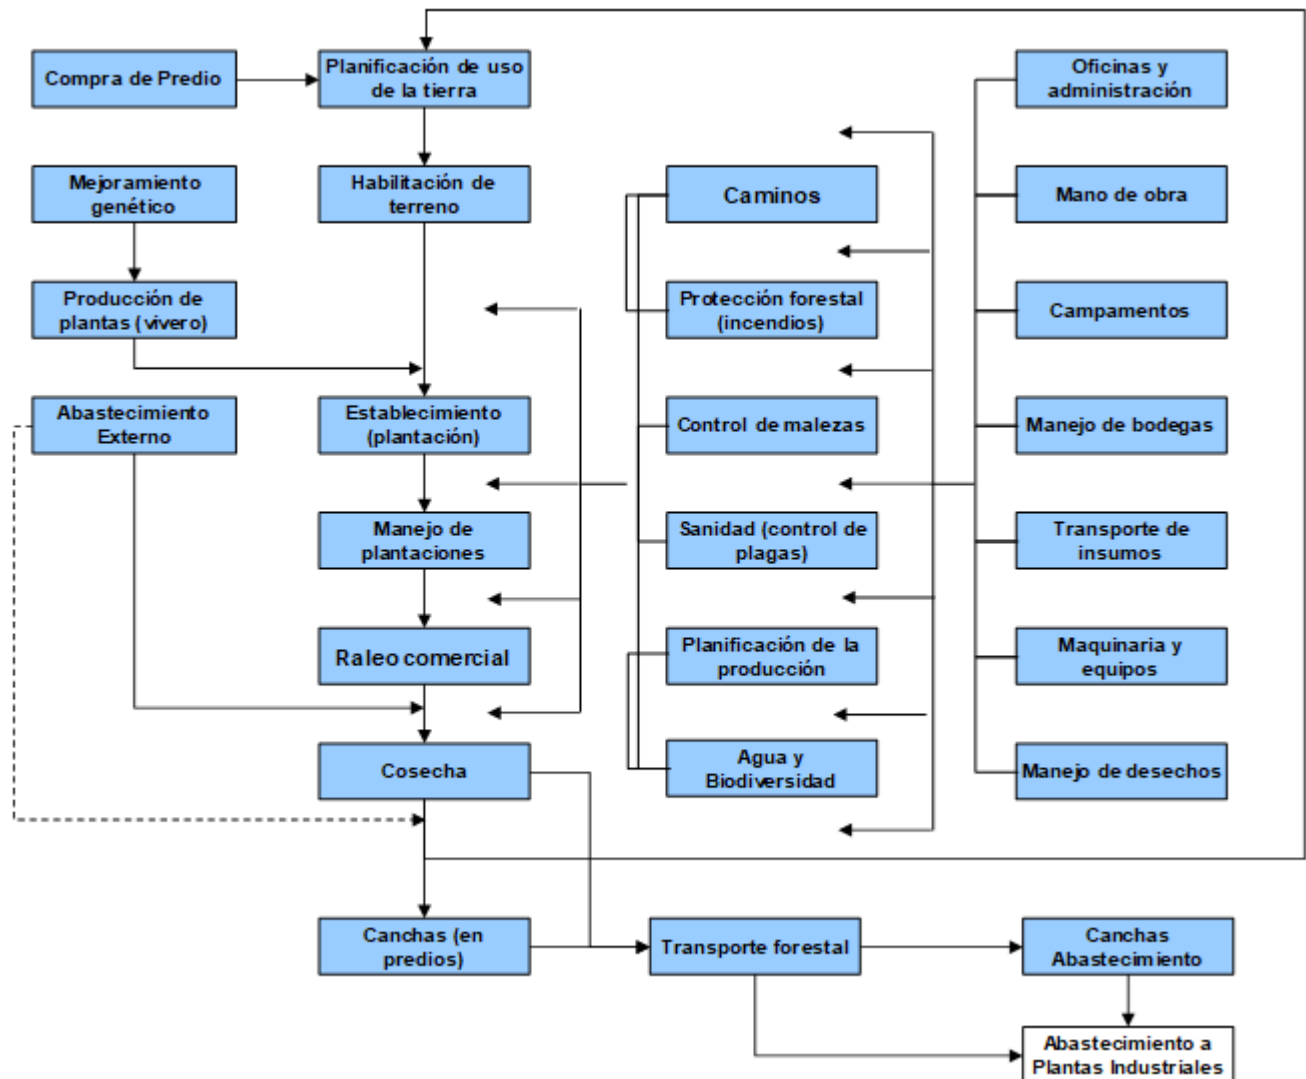 Compra de Predio
Planificación de uso
de la tierra
Oficinas y
administración
Mejoramiento
genético
Habilitación de
terreno
Caminos
Mano de obra
Producción de
plantas (vivero)
Protección forestal
(incendios)
Campamentos
Abastecimiento
Externo
Establecimiento
(plantación)
Control de malezas
Manejo de bodegas
Manejo de
plantaciones
Sanidad (control de
plagas)
Transporte de
insumos
Raleo comercial
Planificación de la
producción
Maquinaria y
equipos
Cosecha
Agua y
Biodiversidad
Manejo de desechos
Canchas (en
predios)
Transporte forestal
Canchas
Abastecimiento
Abastecimiento a
Plantas Industriales